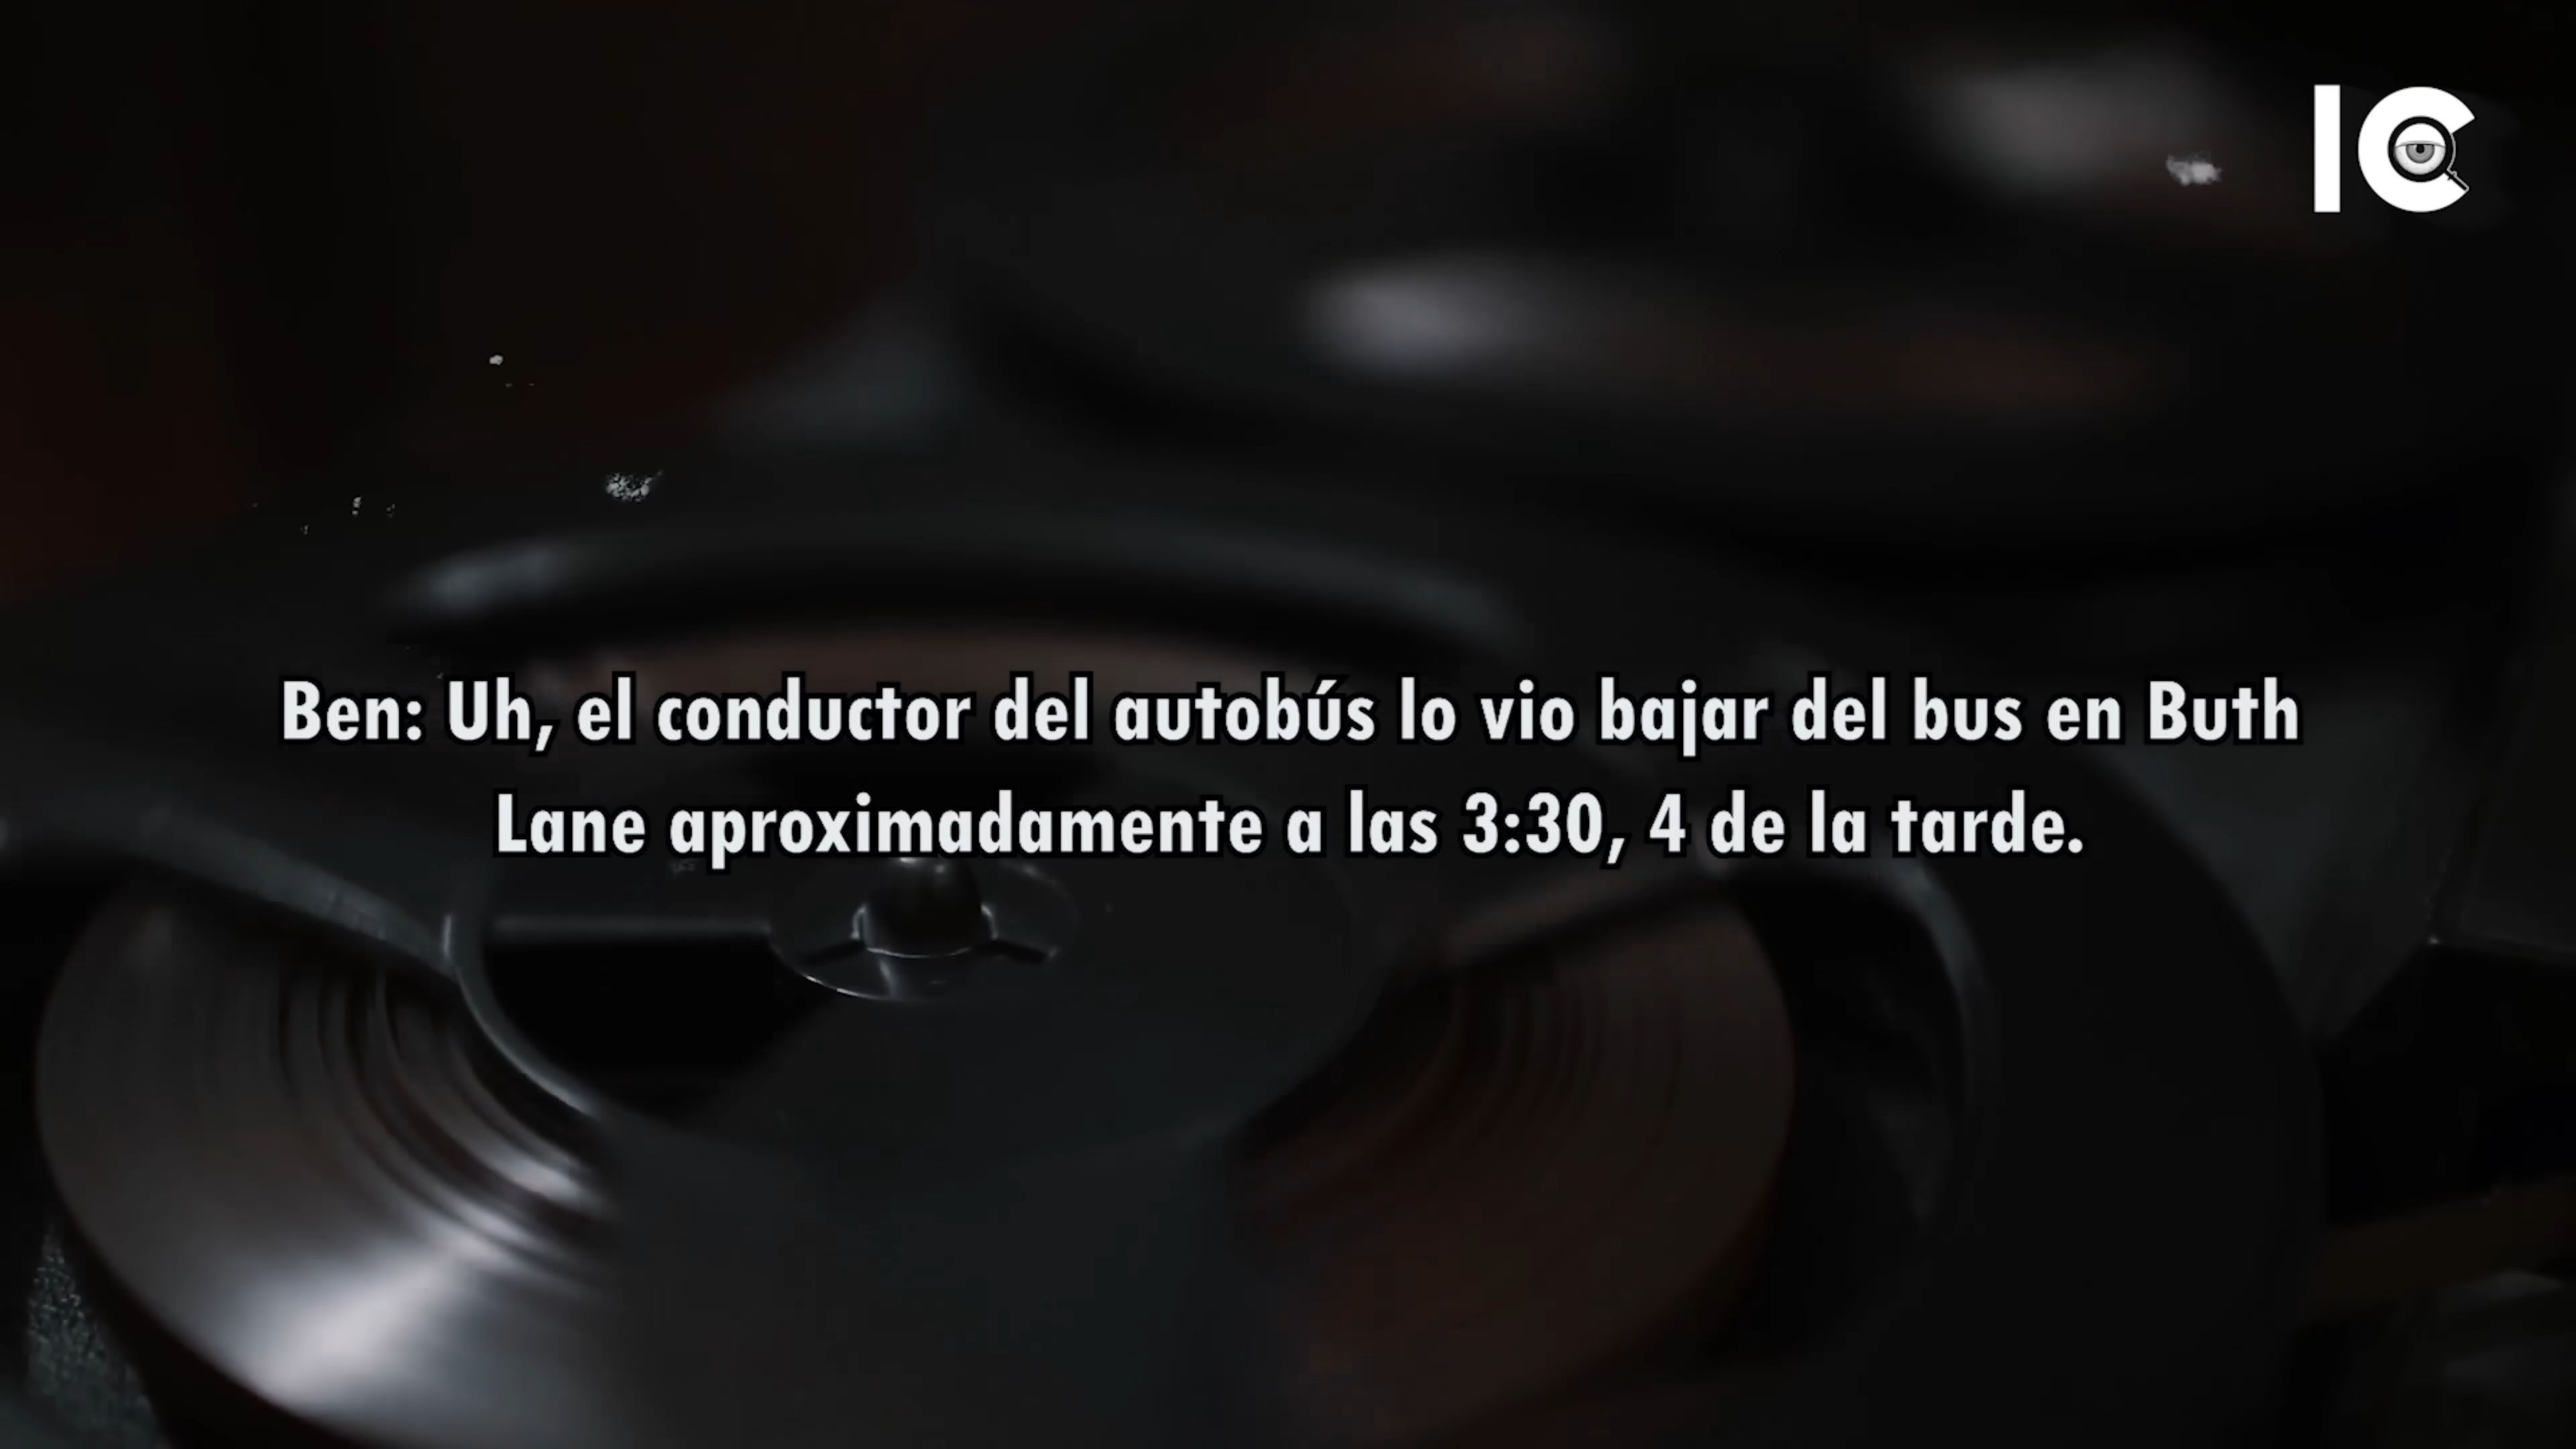 IC
Ben: Uh, el conductor del autobús lo vio bajar del bus en Buth
Lane aproximadamente a las 3:30, 4 de la tarde.